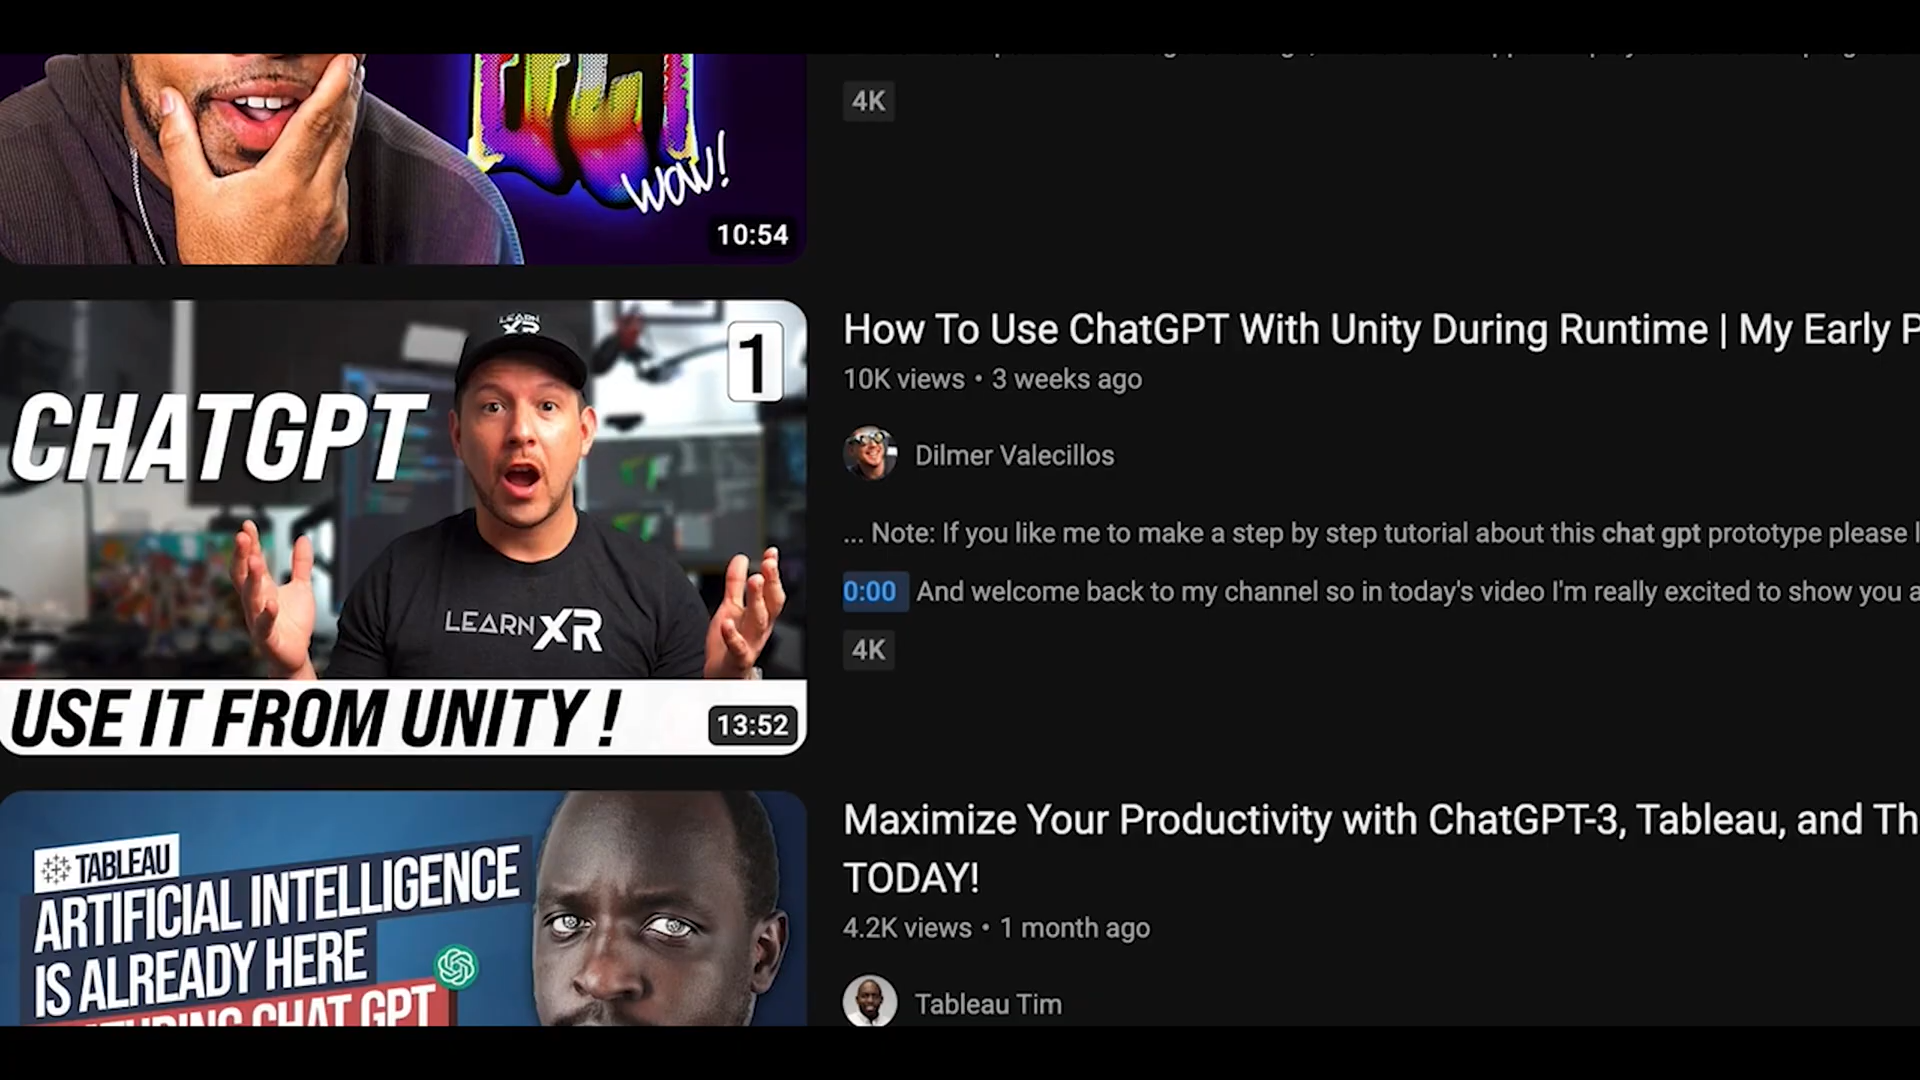 4K
WOW!
10:54
LEARN XR
1
CHATGPT
LEARN XR
USE IT FROM UNITY !
13:52
How To Use ChatGPT With Unity During Runtime | My Early
10K views • 3 weeks ago
Dilmer Valecillos
... Note: If you like me to make a step by step tutorial about this chat gpt prototype please
0:00 And welcome back to my channel so in today's video I'm really excited to show you a
4K
TABLEAU
ARTIFICIAL INTELLIGENCE
IS ALREADY HERE
CHAT GPT
Maximize Your Productivity with ChatGPT-3, Tableau, and Th
TODAY!
4.2K views • 1 month ago
Tableau Tim